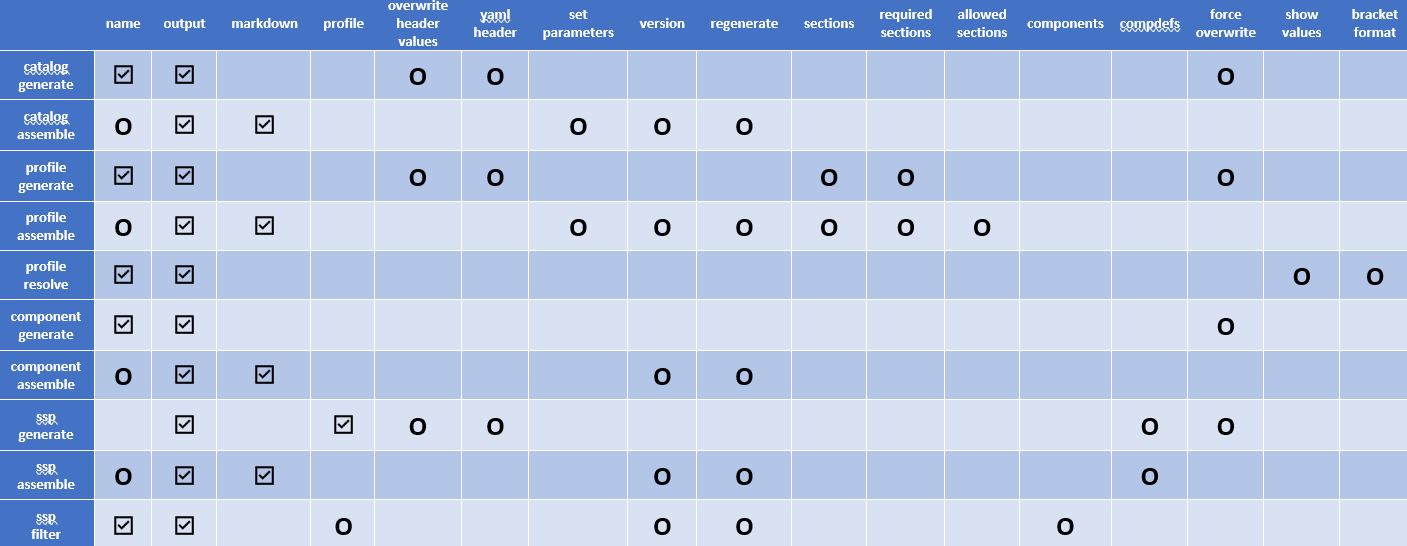 name output markdown profile overwrite header values yaml header set parameters version regenerate sections required sections allowed sections components compdefs force overwrite show values bracket format
catalog generate ☑ ☑ O O O
catalog assemble O ☑ ☑ O O O
profile generate ☑ ☑ O O O O O
profile assemble O ☑ ☑ O O O O O O
profile resolve ☑ ☑ O O
component generate ☑ ☑ O
component assemble O ☑ ☑ O O
ssp generate ☑ ☑ O O O O
ssp assemble O ☑ ☑ O O O
ssp filter ☑ ☑ O O O O